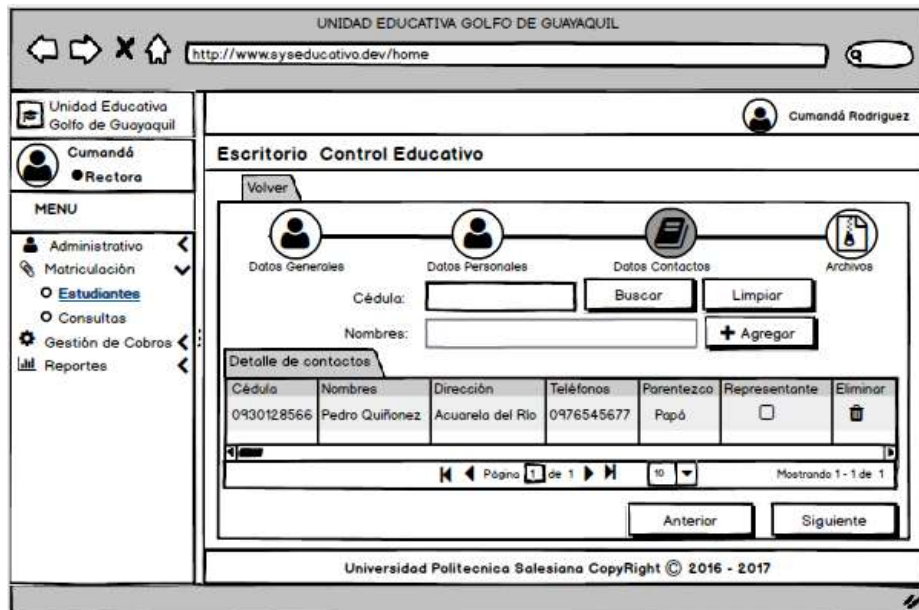 UNIDAD EDUCATIVA GOLFO DE GUAYAQUIL
http://www.syseducativo.dev/home
Unidad Educativa
Golfo de Guayaquil
Cumandá Rodriguez
Cumandá
Rectora
MENU
Administrativo
Matriculación
Estudiantes
Consultas
Gestión de Cobros
Reportes
Escritorio Control Educativo
Volver
Datos Generales Datos Personales Datos Contactos Archivos
Cédula: Buscar Limpiar
Nombres: + Agregar
Detalle de contactos
Cédula Nombres Dirección Teléfonos Parentezco Representante Eliminar
0930128566 Pedro Quiñonez Acuarela del Río 0976545677 Papá
Página 1 de 1 10 Mostrando 1 - 1 de 1
Anterior Siguiente
Universidad Politecnica Salesiana CopyRight © 2016 - 2017